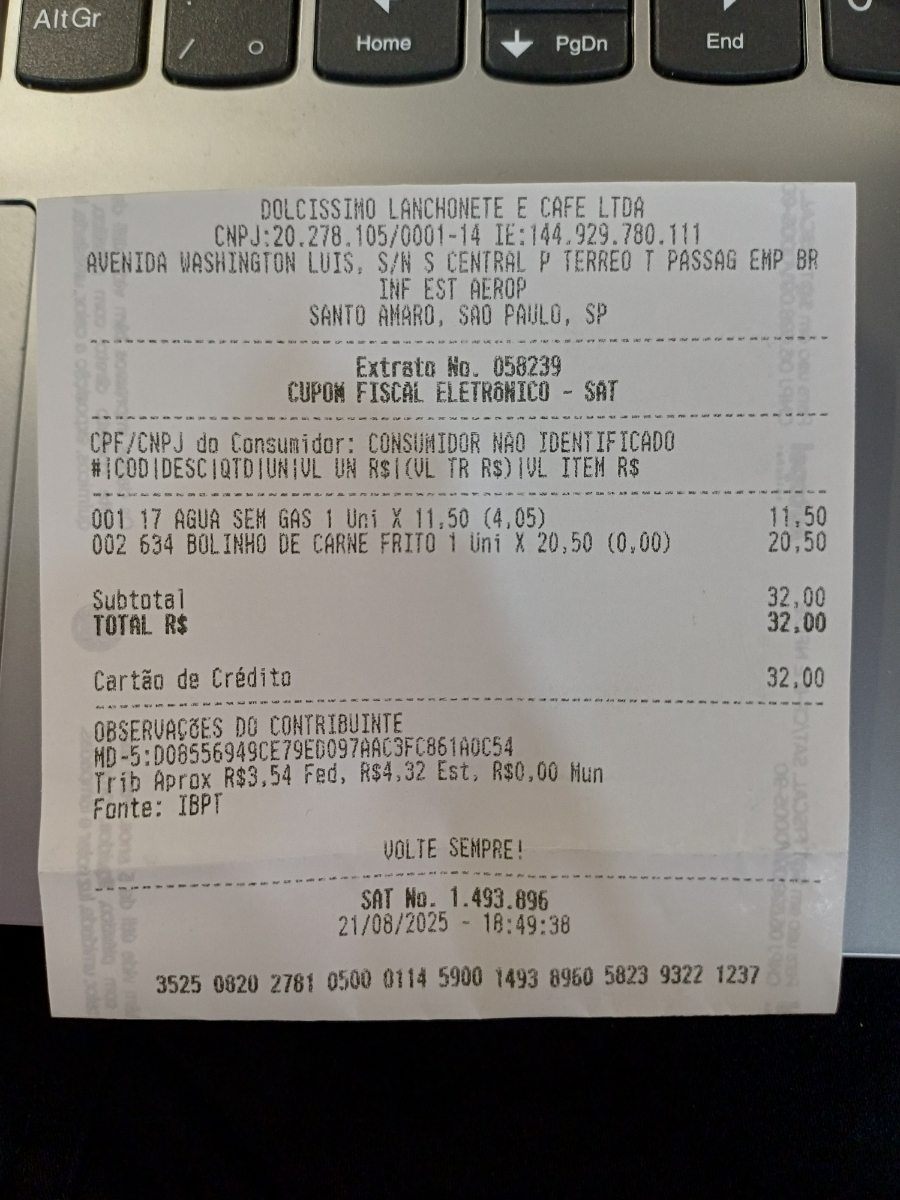 AltGr
/
Home
PgDn
End
DOLCISSIMO LANCHONETE E CAFE LTDA
CNPJ:20.278.105/0001-14 IE:144.929.780.111
AVENIDA WASHINGTON LUIS, S/N S CENTRAL P TERREO T PASSAG EMP BR
INF EST AEROP
SANTO AMARO, SAO PAULO, SP
Extrato No. 058239
CUPOM FISCAL ELETRôNICO - SAT
CPF/CNPJ do Consumidor: CONSUMIDOR NAO IDENTIFICADO
#|COD|DESC|QTD|UN|VL UN R$|(VL TR R$)|VL ITEM R$
001 17 AGUA SEM GAS 1 Uni X 11,50 (4,05) 11,50
002 634 BOLINHO DE CARNE FRITO 1 Uni X 20,50 (0,00) 20,50
Subtotal 32,00
TOTAL R$ 32,00
Cartão de Crédito 32,00
OBSERVAÇÕES DO CONTRIBUINTE
MD-5:D08556949CE79ED097AAC3FC861A0C54
Trib Aprox R$3,54 Fed, R$4,32 Est, R$0,00 Mun
Fonte: IBPT
VOLTE SEMPRE!
SAT No. 1.493.896
21/08/2025 - 18:49:38
3525 0820 2781 0500 0114 5900 1493 8960 5823 9322 1237